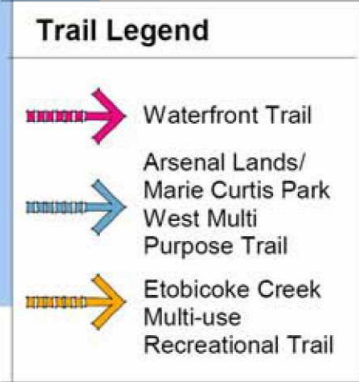 Trail Legend
Waterfront Trail
Arsenal Lands/
Marie Curtis Park
West Multi
Purpose Trail
Etobicoke Creek
Multi-use
Recreational Trail